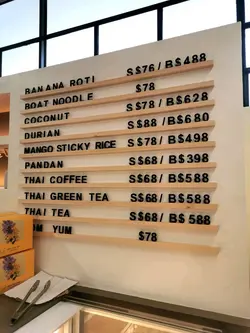 BANANA ROTI S$76/B$488
BOAT NOODLE $78
COCONUT S$78/B$628
DURIAN S$88/B$680
MANGO STICKY RICE S$78/B$498
PANDAN S$68/B$398
THAI COFFEE S$68/B$588
THAI GREEN TEA S$68/B$588
THAI TEA S$68/B$588
TOM YUM $78